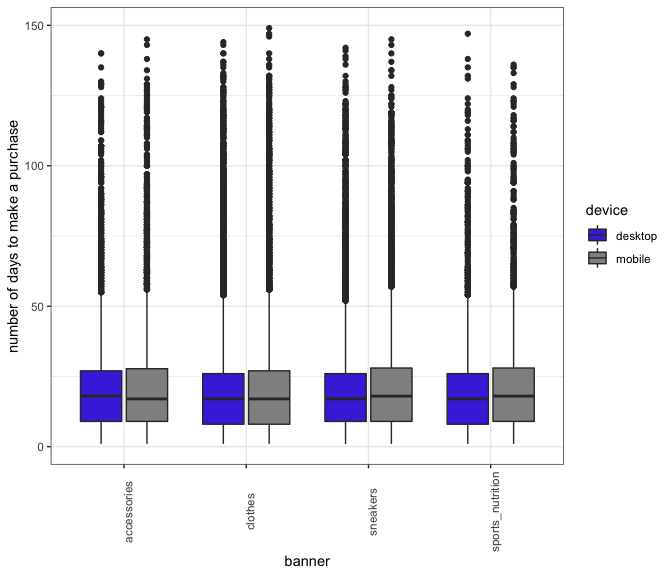 150
100
50
0
number of days to make a purchase
accessories
clothes
sneakers
sports_nutrition
banner
device
desktop
mobile